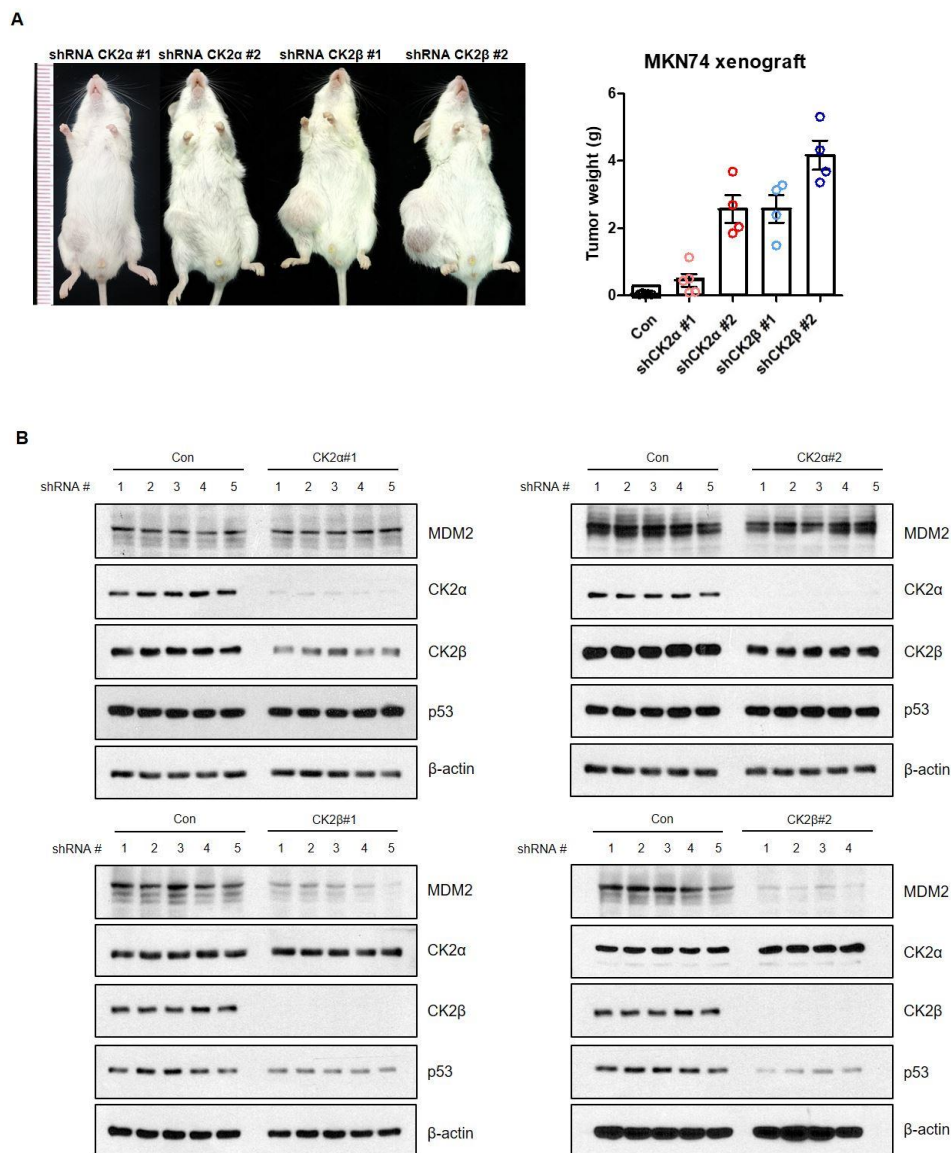 A
shRNA CK2α #1 shRNA CK2α #2 shRNA CK2β #1 shRNA CK2β #2
MKN74 xenograft
Tumor weight (g)
6
4
2
0
Con
shCK2α #1
shCK2α #2
shCK2β #1
shCK2β #2
B
Con CK2α#1
shRNA # 1 2 3 4 5 1 2 3 4 5
MDM2
CK2α
CK2β
p53
β-actin
Con CK2α#2
shRNA # 1 2 3 4 5 1 2 3 4 5
MDM2
CK2α
CK2β
p53
β-actin
Con CK2β#1
shRNA # 1 2 3 4 5 1 2 3 4 5
MDM2
CK2α
CK2β
p53
β-actin
Con CK2β#2
shRNA # 1 2 3 4 5 1 2 3 4
MDM2
CK2α
CK2β
p53
β-actin